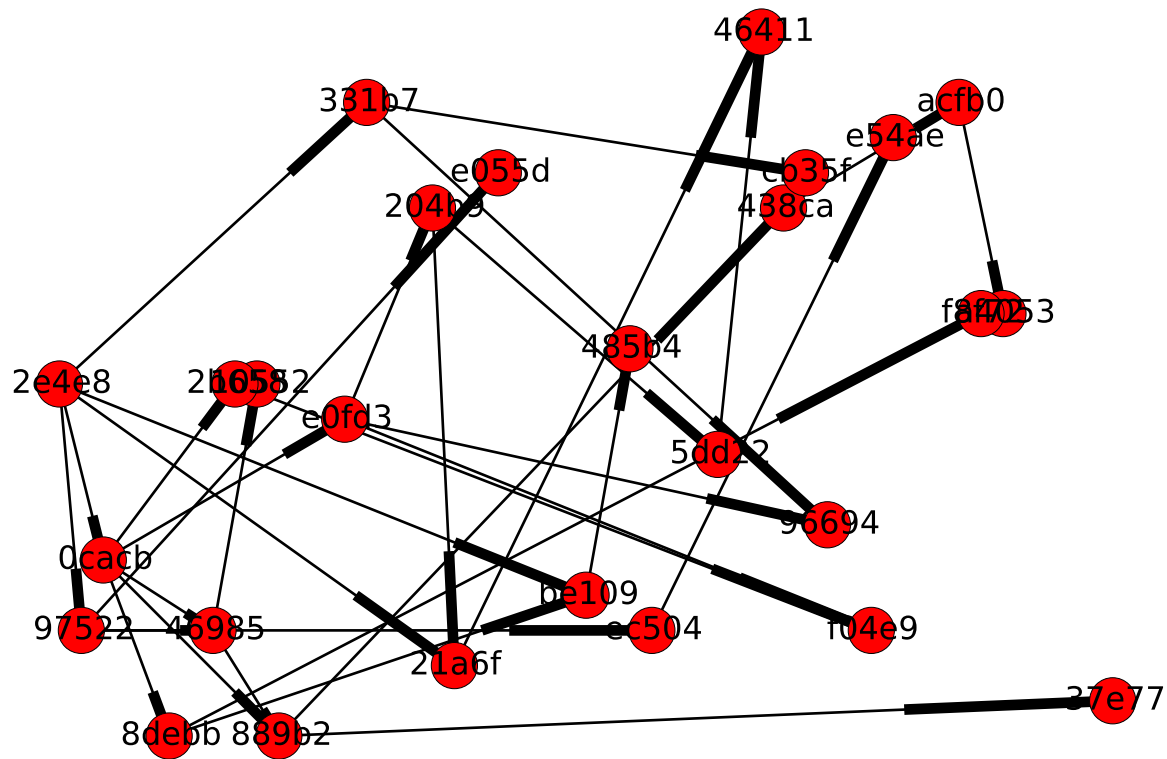 46411
331b7
acfb0
e54ae
e055d
cb35f
204b9
438ca
485b4
2e4e8
e0fd3
5dd22
96694
0cacb
be109
97522
46985
ec504
f04e9
21a6f
37e77
8debb
889b2